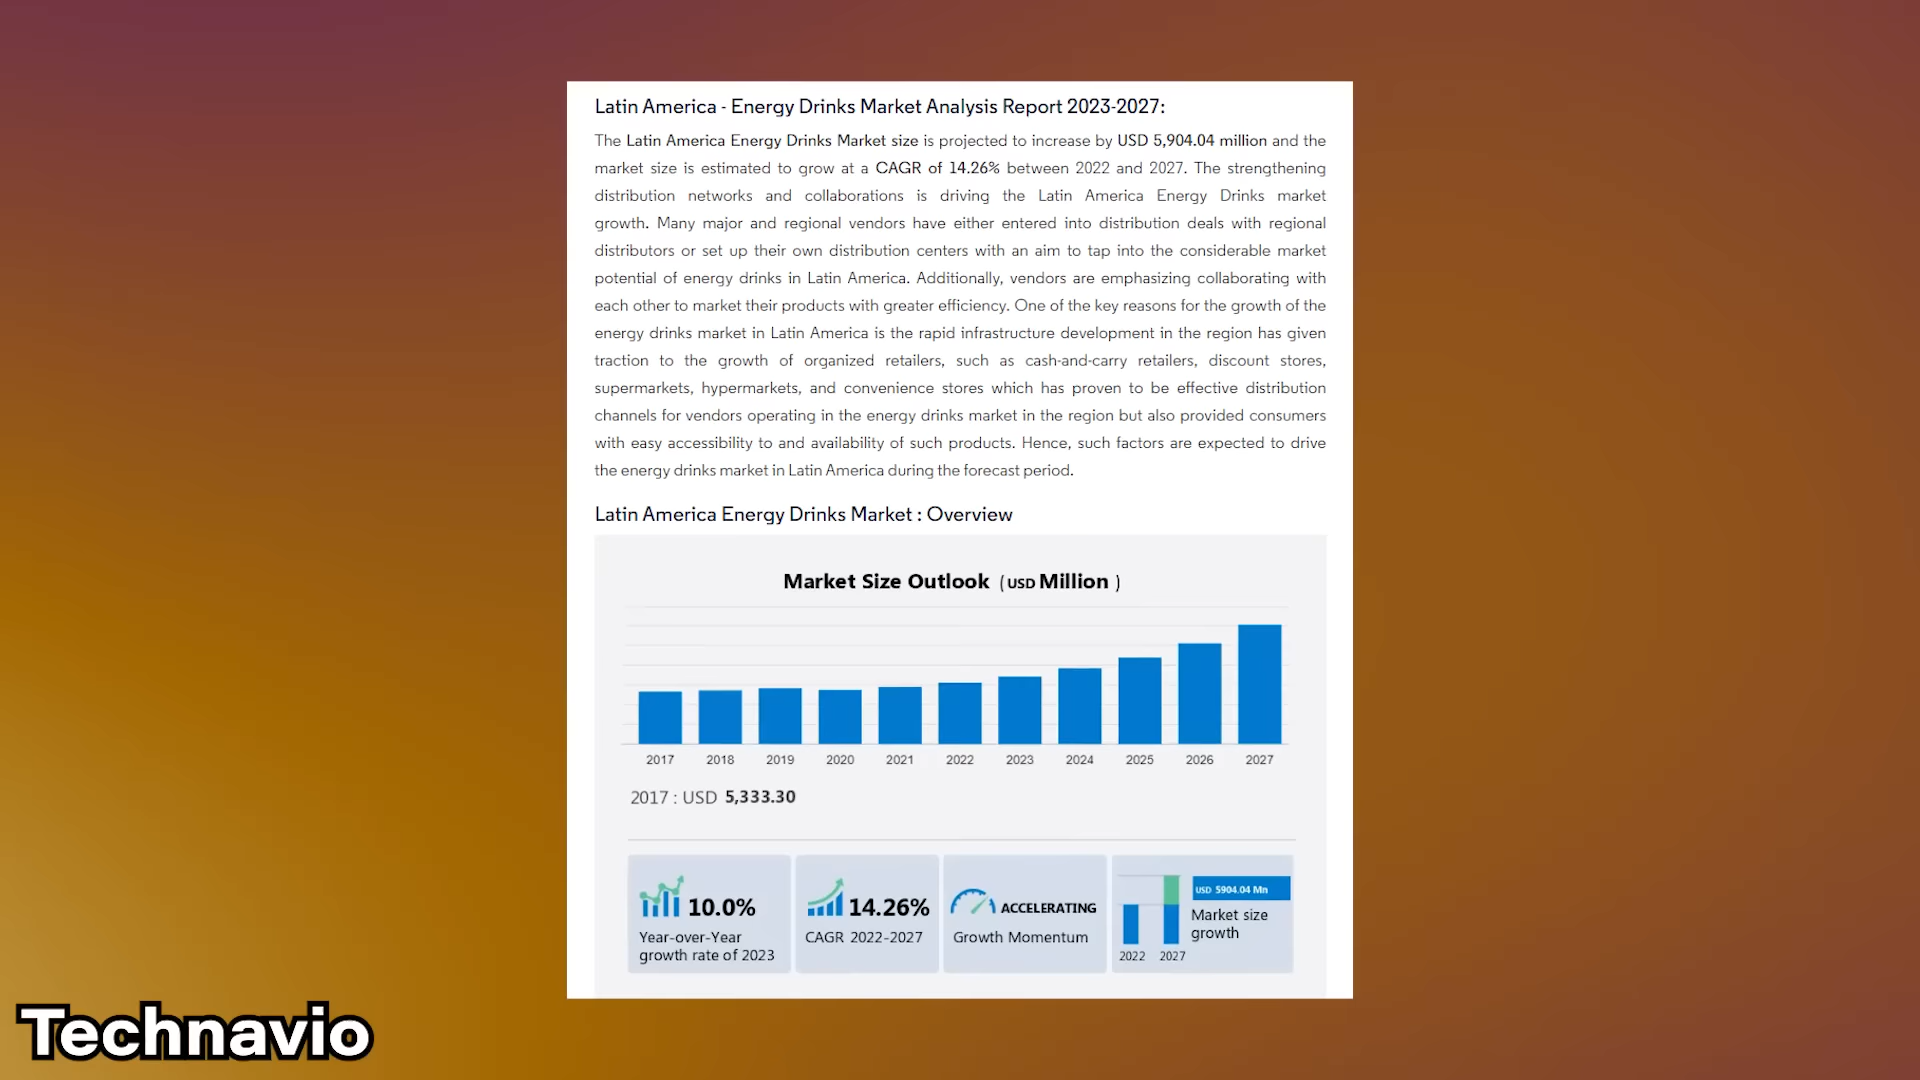 Latin America - Energy Drinks Market Analysis Report 2023-2027:
The Latin America Energy Drinks Market size is projected to increase by USD 5,904.04 million and the
market size is estimated to grow at a CAGR of 14.26% between 2022 and 2027. The strengthening
distribution networks and collaborations is driving the Latin America Energy Drinks market
growth. Many major and regional vendors have either entered into distribution deals with regional
distributors or set up their own distribution centers with an aim to tap into the considerable market
potential of energy drinks in Latin America. Additionally, vendors are emphasizing collaborating with
each other to market their products with greater efficiency. One of the key reasons for the growth of the
energy drinks market in Latin America is the rapid infrastructure development in the region has given
traction to the growth of organized retailers, such as cash-and-carry retailers, discount stores,
supermarkets, hypermarkets, and convenience stores which has proven to be effective distribution
channels for vendors operating in the energy drinks market in the region but also provided consumers
with easy accessibility to and availability of such products. Hence, such factors are expected to drive
the energy drinks market in Latin America during the forecast period.
Latin America Energy Drinks Market : Overview
Market Size Outlook ( USD Million )
2017 2018 2019 2020 2021 2022 2023 2024 2025 2026 2027
2017 : USD 5,333.30
10.0%
Year-over-Year
growth rate of 2023
14.26%
CAGR 2022-2027
ACCELERATING
Growth Momentum
USD 5904.04 Mn
Market size
growth
2022 2027
Technavio